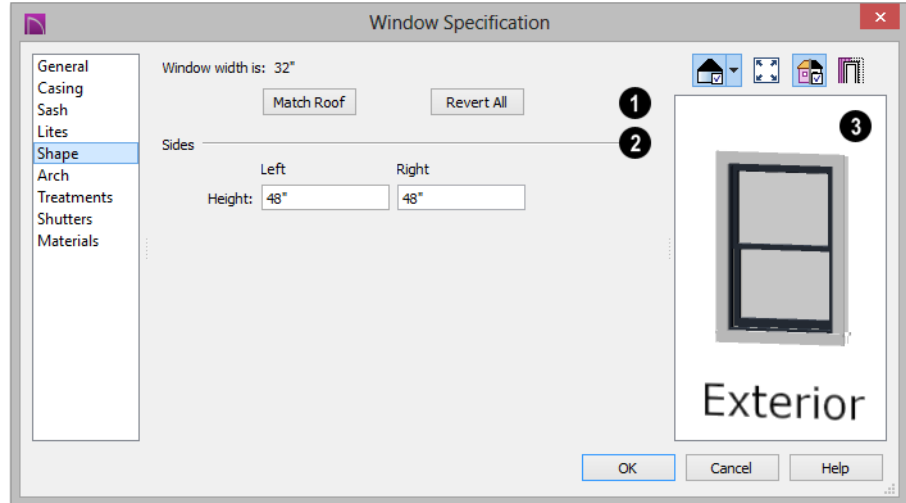 Window Specification
General
Casing
Sash
Lites
Shape
Arch
Treatments
Shutters
Materials
Window width is: 32"
Match Roof Revert All 1
Sides 2
Left Right
Height: 48" 48"
3
Exterior
OK Cancel Help